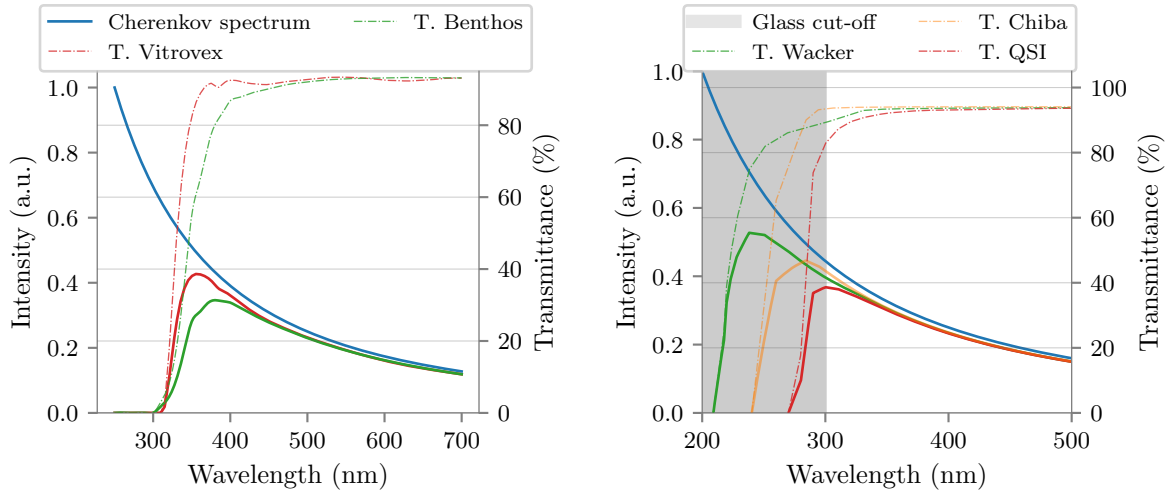 Cherenkov spectrum
T. Vitrovex
T. Benthos
1.0
0.8
0.6
0.4
0.2
0.0
Intensity (a.u.)
300
400
500
600
700
Wavelength (nm)
80
60
40
20
0
Transmittance (%)
Glass cut-off
T. Wacker
T. Chiba
T. QSI
1.0
0.8
0.6
0.4
0.2
0.0
Intensity (a.u.)
200
300
400
500
Wavelength (nm)
100
80
60
40
20
0
Transmittance (%)